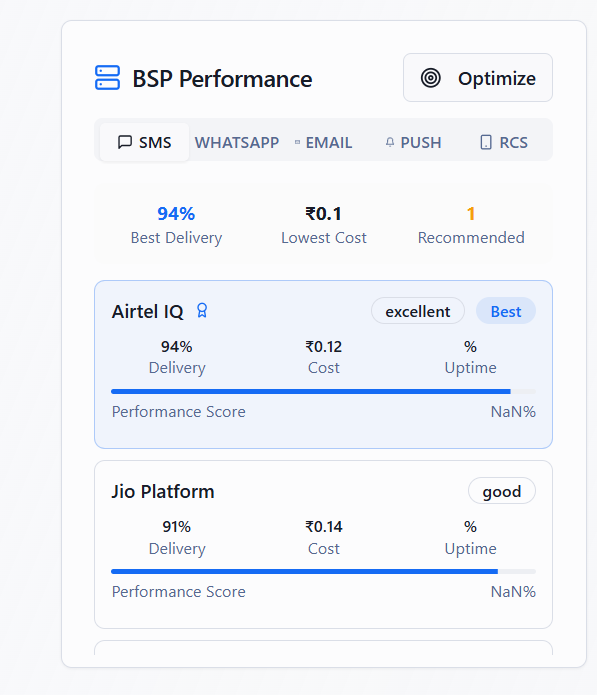 BSP Performance
Optimize
SMS WHATSAPP EMAIL PUSH RCS
94% ₹0.1 1
Best Delivery Lowest Cost Recommended
Airtel IQ excellent Best
94% ₹0.12 %
Delivery Cost Uptime
Performance Score NaN%
Jio Platform good
91% ₹0.14 %
Delivery Cost Uptime
Performance Score NaN%